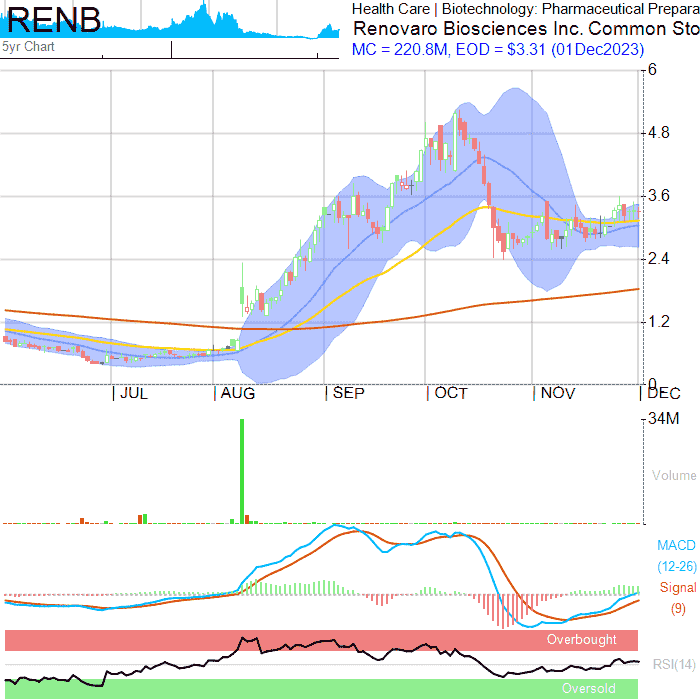 RENB
5yr Chart
Health Care | Biotechnology: Pharmaceutical Prepara
Renovaro Biosciences Inc. Common Sto
MC = 220.8M, EOD = $3.31 (01Dec2023)
6
4.8
3.6
2.4
1.2
0
JUL
AUG
SEP
OCT
NOV
DEC
34M
Volume
MACD
(12-26)
Signal
(9)
Overbought
RSI(14)
Oversold